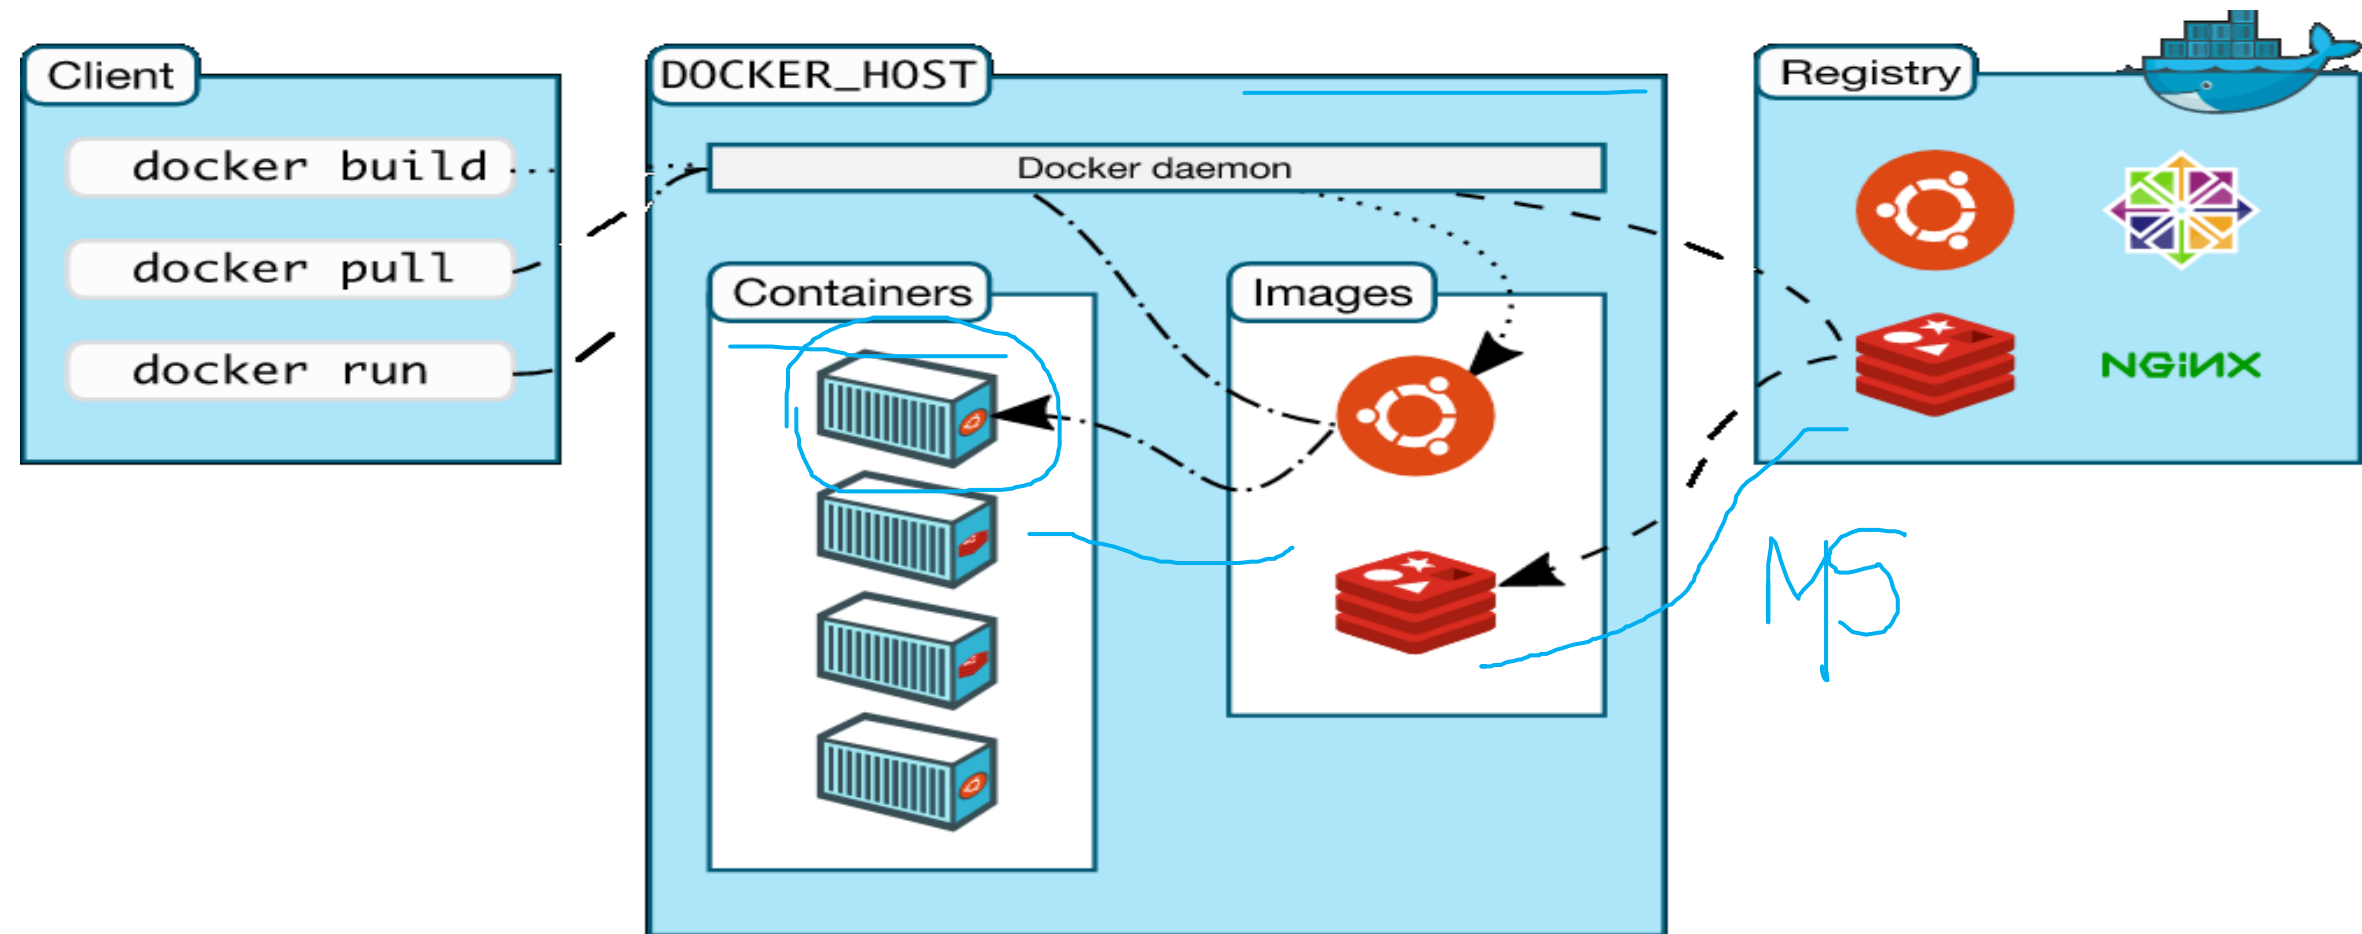 Client
docker build
docker pull
docker run
DOCKER_HOST
Docker daemon
Containers
Images
Registry
NGiNX
MS